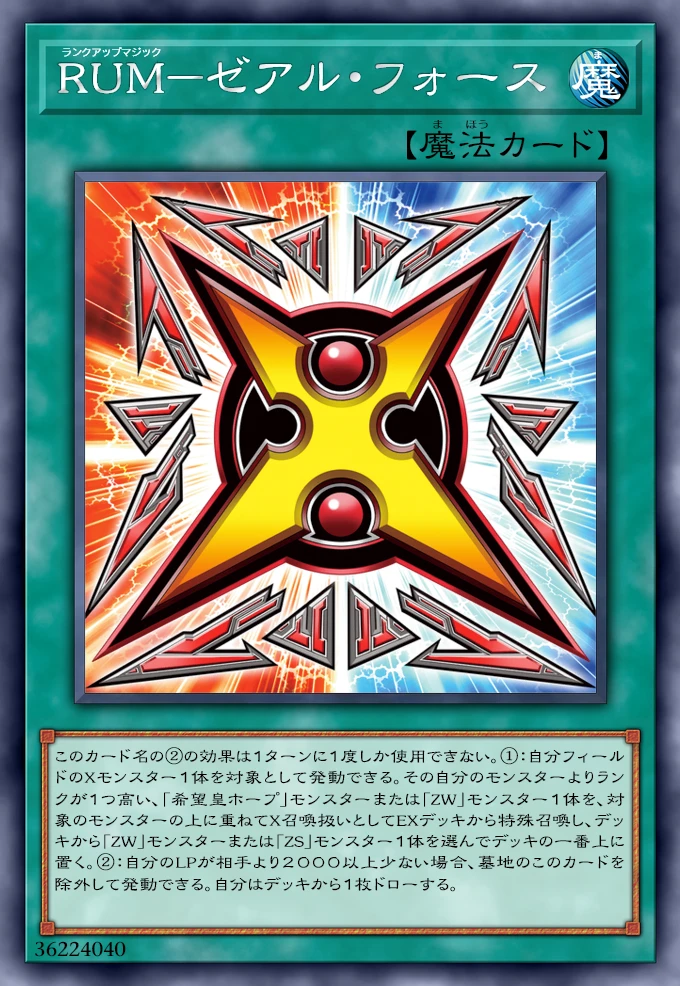 ランクアップマジック
RUM－ゼアル・フォース
ま
魔
ま ほう
【魔法カード】
このカード名の②の効果は１ターンに１度しか使用できない。①：自分フィール
ドのXモンスター１体を対象として発動できる。その自分のモンスターよりラン
クが１つ高い、「希望皇ホープ」モンスターまたは「ZW」モンスター１体を、対
象のモンスターの上に重ねてX召喚扱いとしてEXデッキから特殊召喚し、デッ
キから「ZW」モンスターまたは「ZS」モンスター１体を選んでデッキの一番上に
置く。②：自分のLPが相手より２０００以上少ない場合、墓地のこのカードを
除外して発動できる。自分はデッキから１枚ドローする。
36224040